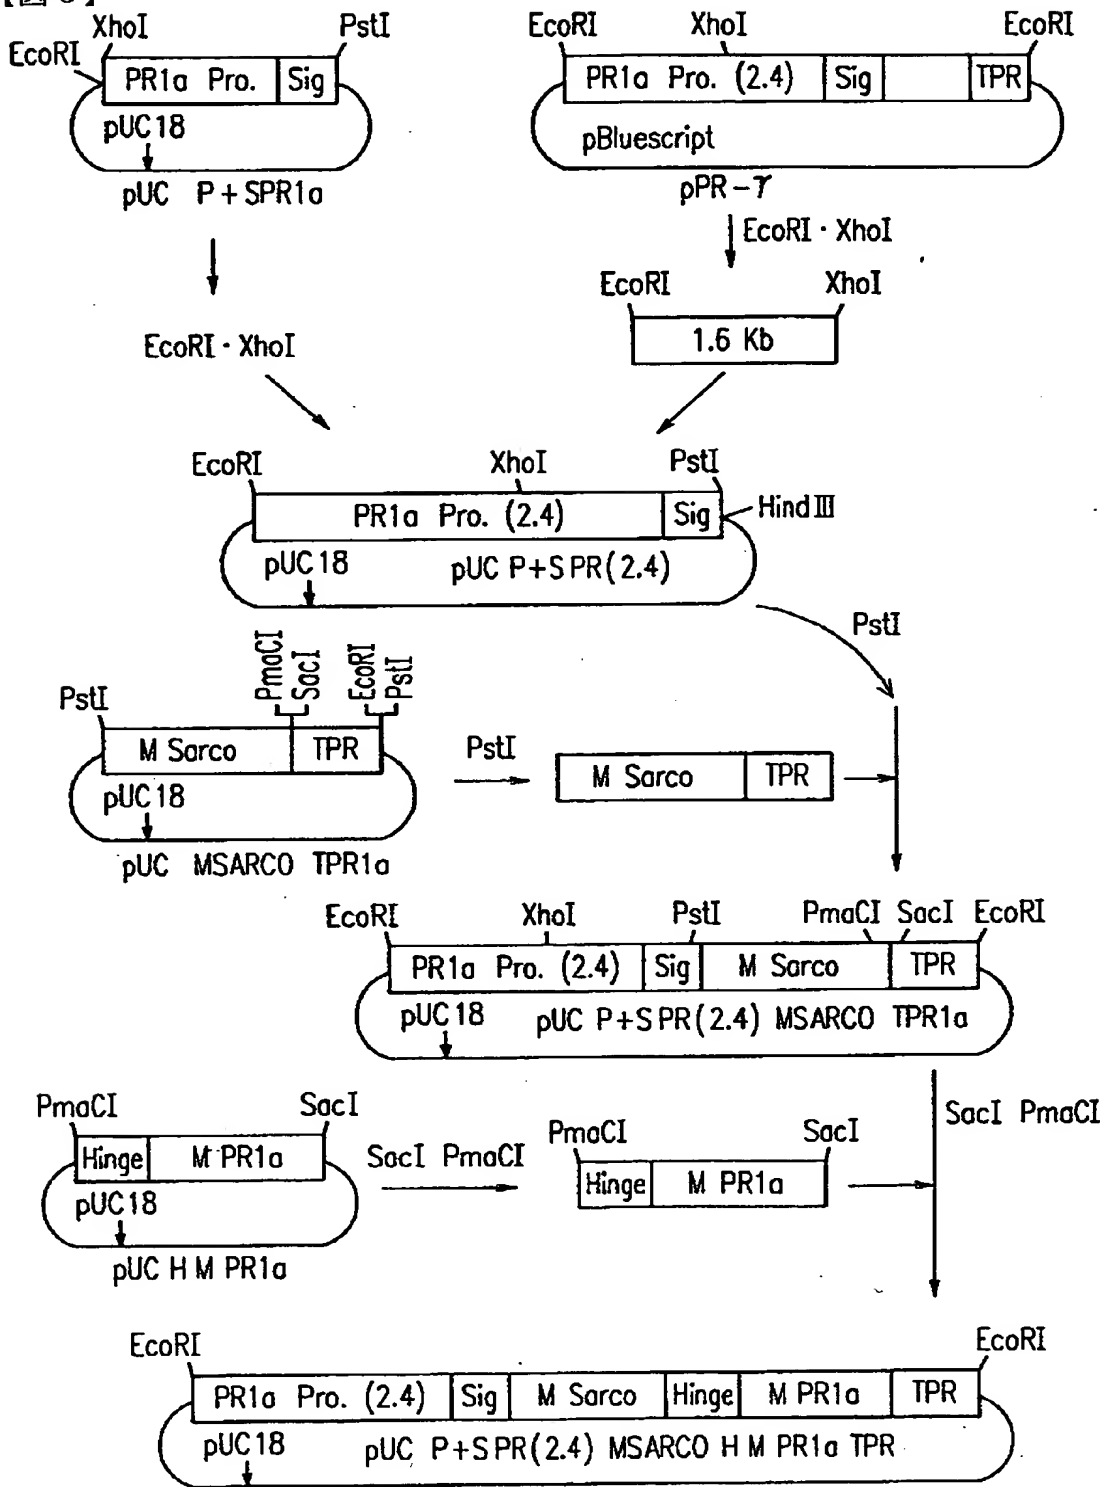 XhoI PstI
EcoRI
PR1a Pro. Sig
pUC18
pUC P+SPR1a
EcoRI XhoI EcoRI
PR1a Pro. (2.4) Sig TPR
pBluescript
pPR-γ
EcoRI・XhoI
EcoRI XhoI
1.6 Kb
EcoRI・XhoI
EcoRI XhoI PstI
PR1a Pro. (2.4) Sig HindⅢ
pUC18 pUC P+SPR(2.4)
PstI
PstI PmaCI SacI EcoRI PstI
M Sarco TPR
pUC18
pUC MSARCO TPR1a
PstI
M Sarco TPR
EcoRI XhoI PstI PmaCI SacI EcoRI
PR1a Pro. (2.4) Sig M Sarco TPR
pUC18 pUC P+SPR(2.4) MSARCO TPR1a
SacI PmaCI
PmaCI SacI
Hinge M PR1a
pUC18
pUC H M PR1a
SacI PmaCI
PmaCI SacI
Hinge M PR1a
EcoRI EcoRI
PR1a Pro. (2.4) Sig M Sarco Hinge M PR1a TPR
pUC18 pUC P+SPR(2.4) MSARCO H M PR1a TPR